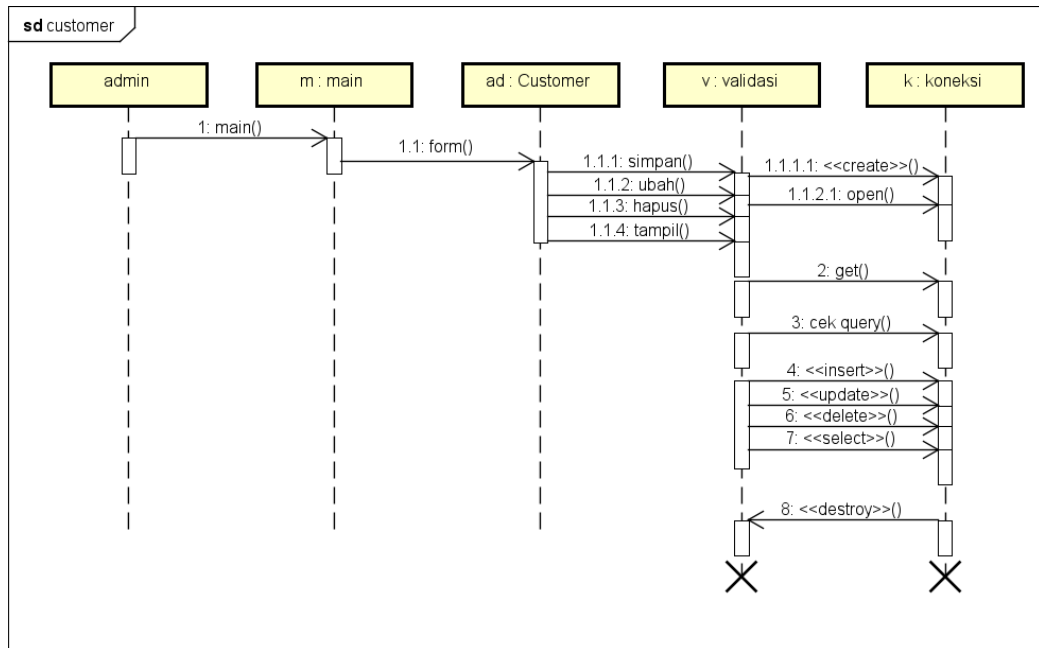 sd customer
admin
m : main
ad : Customer
v : validasi
k : koneksi
1: main()
1.1: form()
1.1.1: simpan()
1.1.1.1: <<create>>()
1.1.2: ubah()
1.1.2.1: open()
1.1.3: hapus()
1.1.4: tampil()
2: get()
3: cek query()
4: <<insert>>()
5: <<update>>()
6: <<delete>>()
7: <<select>>()
8: <<destroy>>()